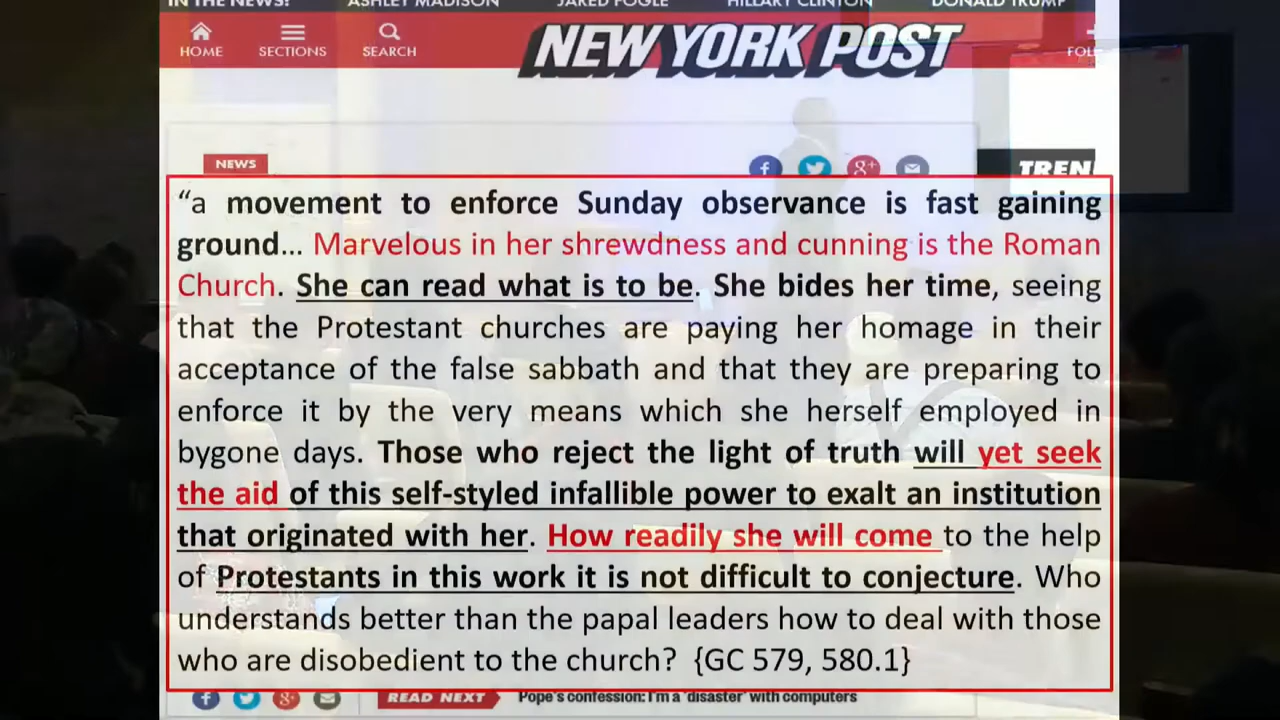 IN THE NEWS: ASHLEY MADISON JARED FOGLE HILLARY CLINTON DONALD TRUMP
HOME SECTIONS SEARCH NEW YORK POST
NEWS
TREN
“a movement to enforce Sunday observance is fast gaining
ground… Marvelous in her shrewdness and cunning is the Roman
Church. She can read what is to be. She bides her time, seeing
that the Protestant churches are paying her homage in their
acceptance of the false sabbath and that they are preparing to
enforce it by the very means which she herself employed in
bygone days. Those who reject the light of truth will yet seek
the aid of this self-styled infallible power to exalt an institution
that originated with her. How readily she will come to the help
of Protestants in this work it is not difficult to conjecture. Who
understands better than the papal leaders how to deal with those
who are disobedient to the church? {GC 579, 580.1}
READ NEXT Pope's confession: I'm a 'disaster' with computers